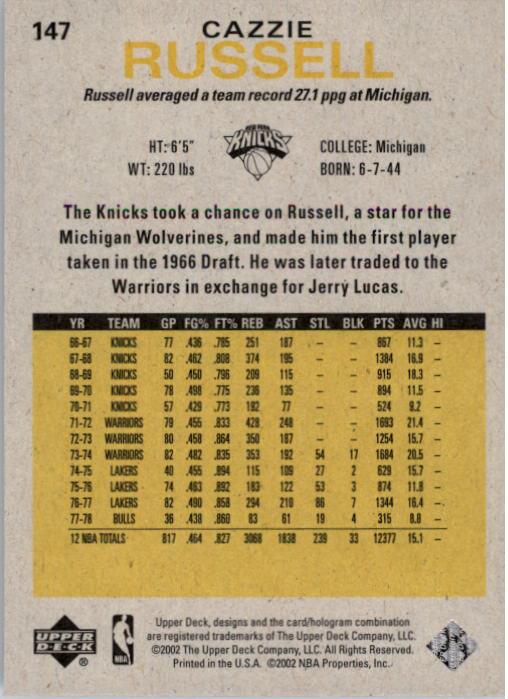 147
CAZZIE
RUSSELL
Russell averaged a team record 27.1 ppg at Michigan.
HT: 6'5"
WT: 220 lbs
NEW YORK
KNICKS
COLLEGE: Michigan
BORN: 6-7-44
The Knicks took a chance on Russell, a star for the
Michigan Wolverines, and made him the first player
taken in the 1966 Draft. He was later traded to the
Warriors in exchange for Jerry Lucas.
YR TEAM GP FG% FT% REB AST STL BLK PTS AVG HI
66-67 KNICKS 77 .436 .785 251 187 – – 867 11.3 –
67-68 KNICKS 82 .462 .808 374 195 – – 1384 16.9 –
68-69 KNICKS 50 .450 .796 209 115 – – 915 18.3 –
69-70 KNICKS 78 .498 .775 236 135 – – 894 11.5 –
70-71 KNICKS 57 .429 .773 192 77 – – 524 9.2 –
71-72 WARRIORS 79 .455 .833 428 248 – – 1693 21.4 –
72-73 WARRIORS 80 .458 .864 350 187 – – 1254 15.7 –
73-74 WARRIORS 82 .482 .835 353 192 54 17 1684 20.5 –
74-75 LAKERS 40 .455 .894 115 109 27 2 629 15.7 –
75-76 LAKERS 74 .463 .892 183 122 53 3 874 11.8 –
76-77 LAKERS 82 .490 .858 294 210 86 7 1344 16.4 –
77-78 BULLS 36 .438 .860 83 61 19 4 315 8.8 –
12 NBA TOTALS 817 .464 .827 3068 1838 239 33 12377 15.1 –
UPPER
DECK
®
NBA
Upper Deck, designs and the card/hologram combination
are registered trademarks of The Upper Deck Company, LLC.
©2002 The Upper Deck Company, LLC. All Rights Reserved.
Printed in the U.S.A. ©2002 NBA Properties, Inc.